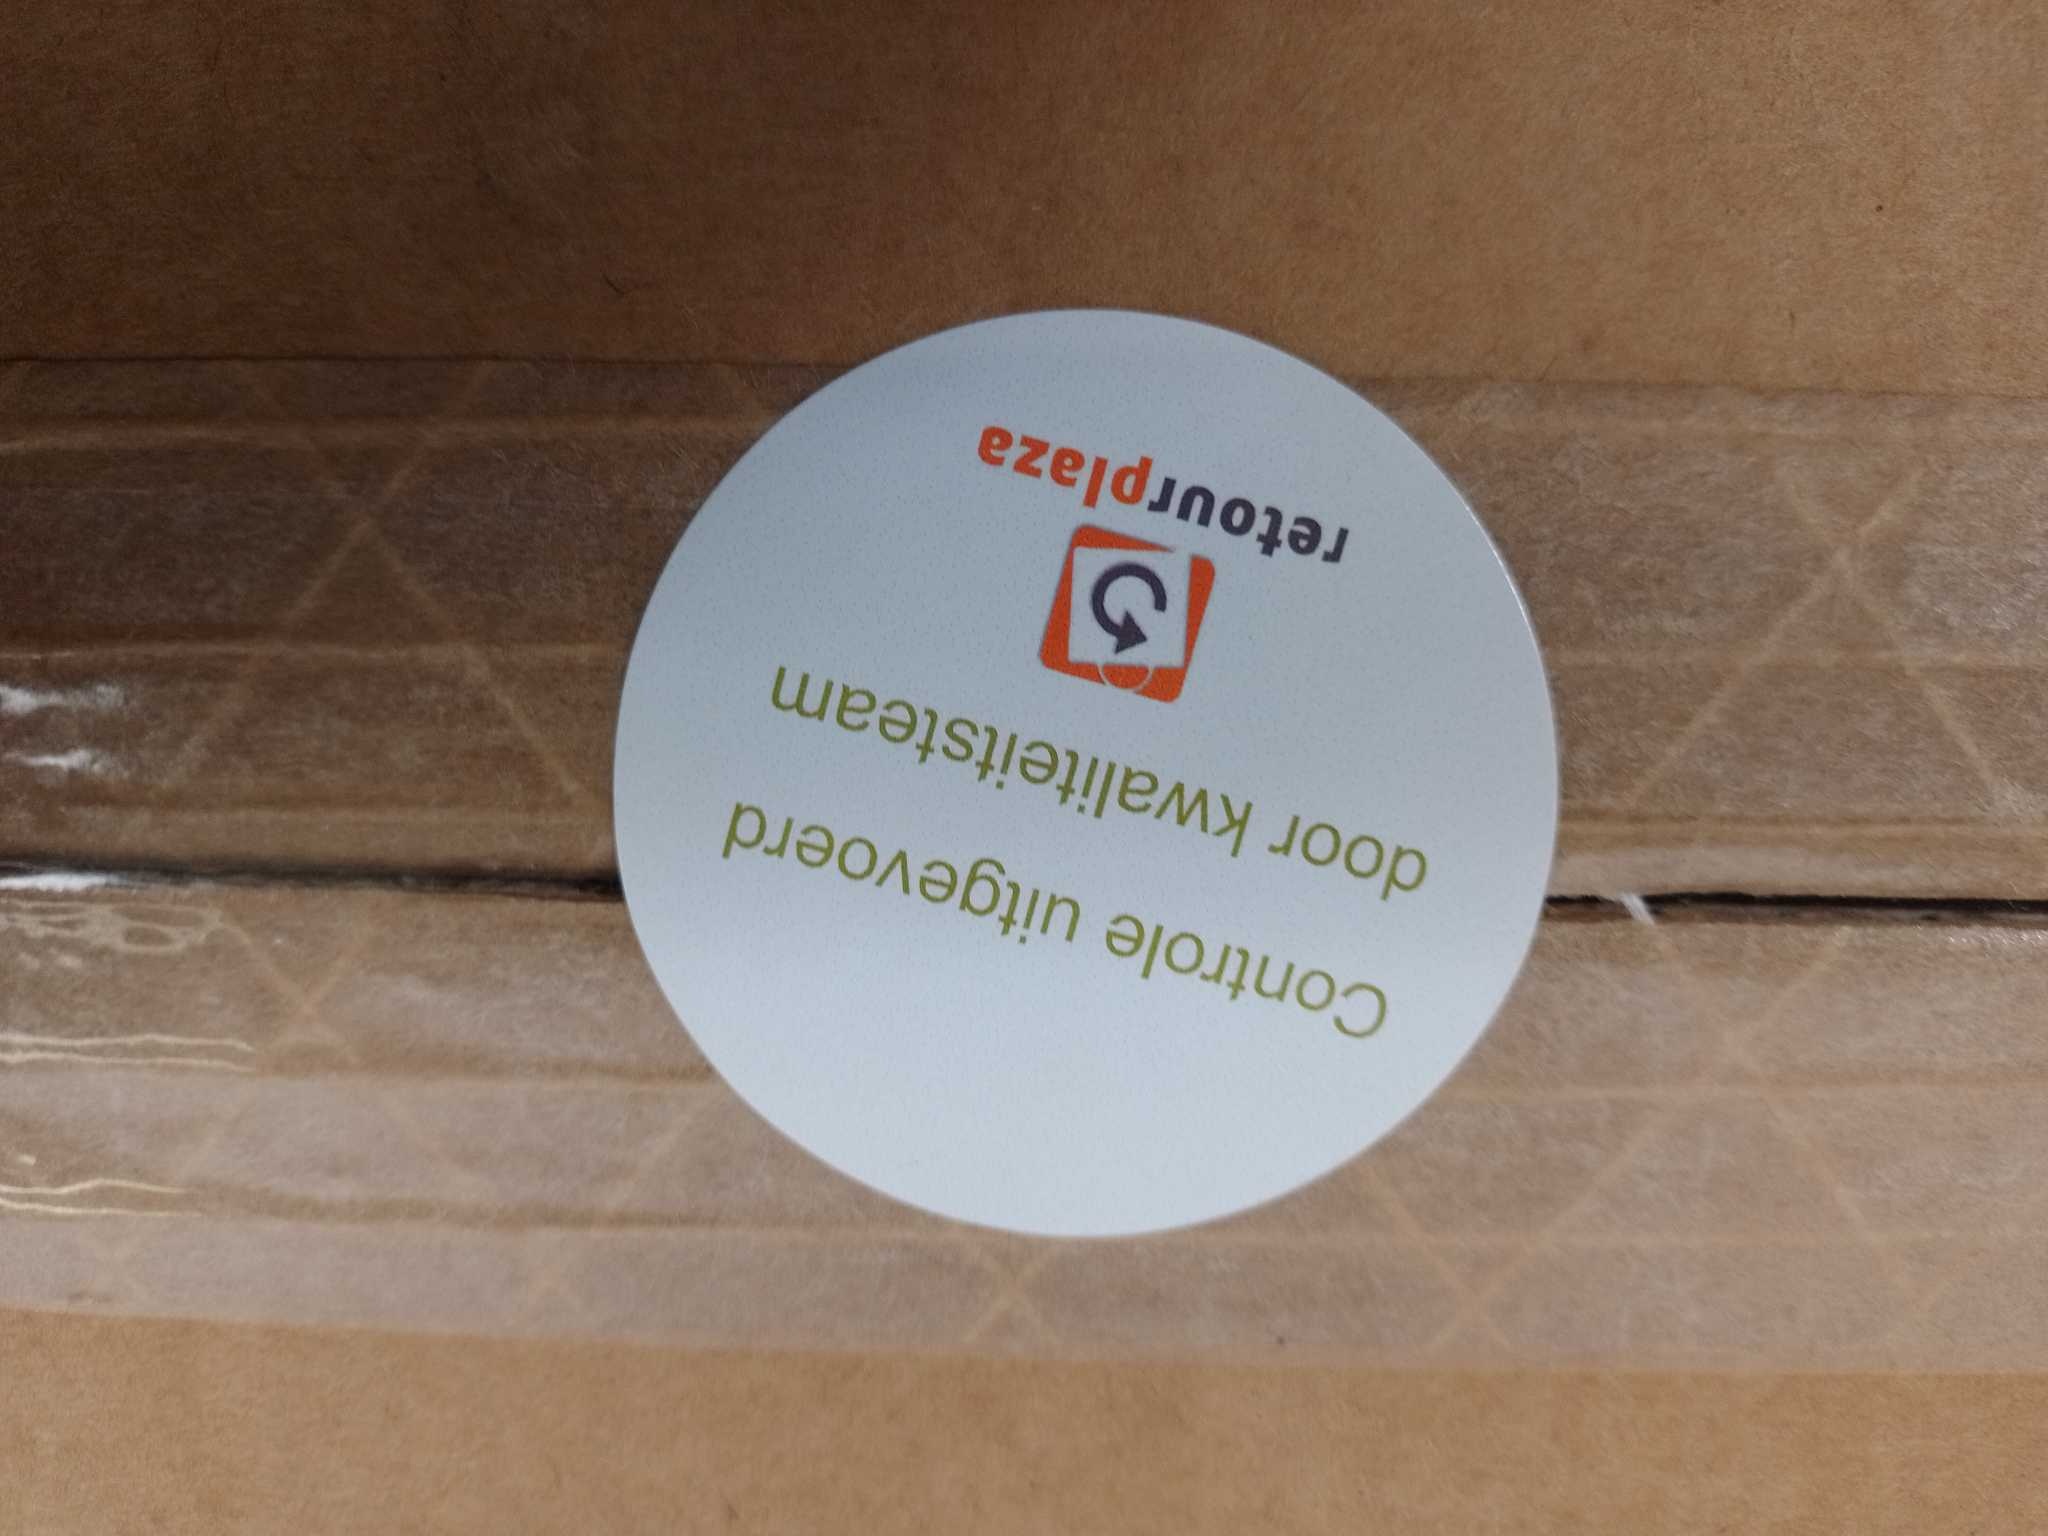 Controle uitgevoerd
door kwaliteitsteam
retourplaza